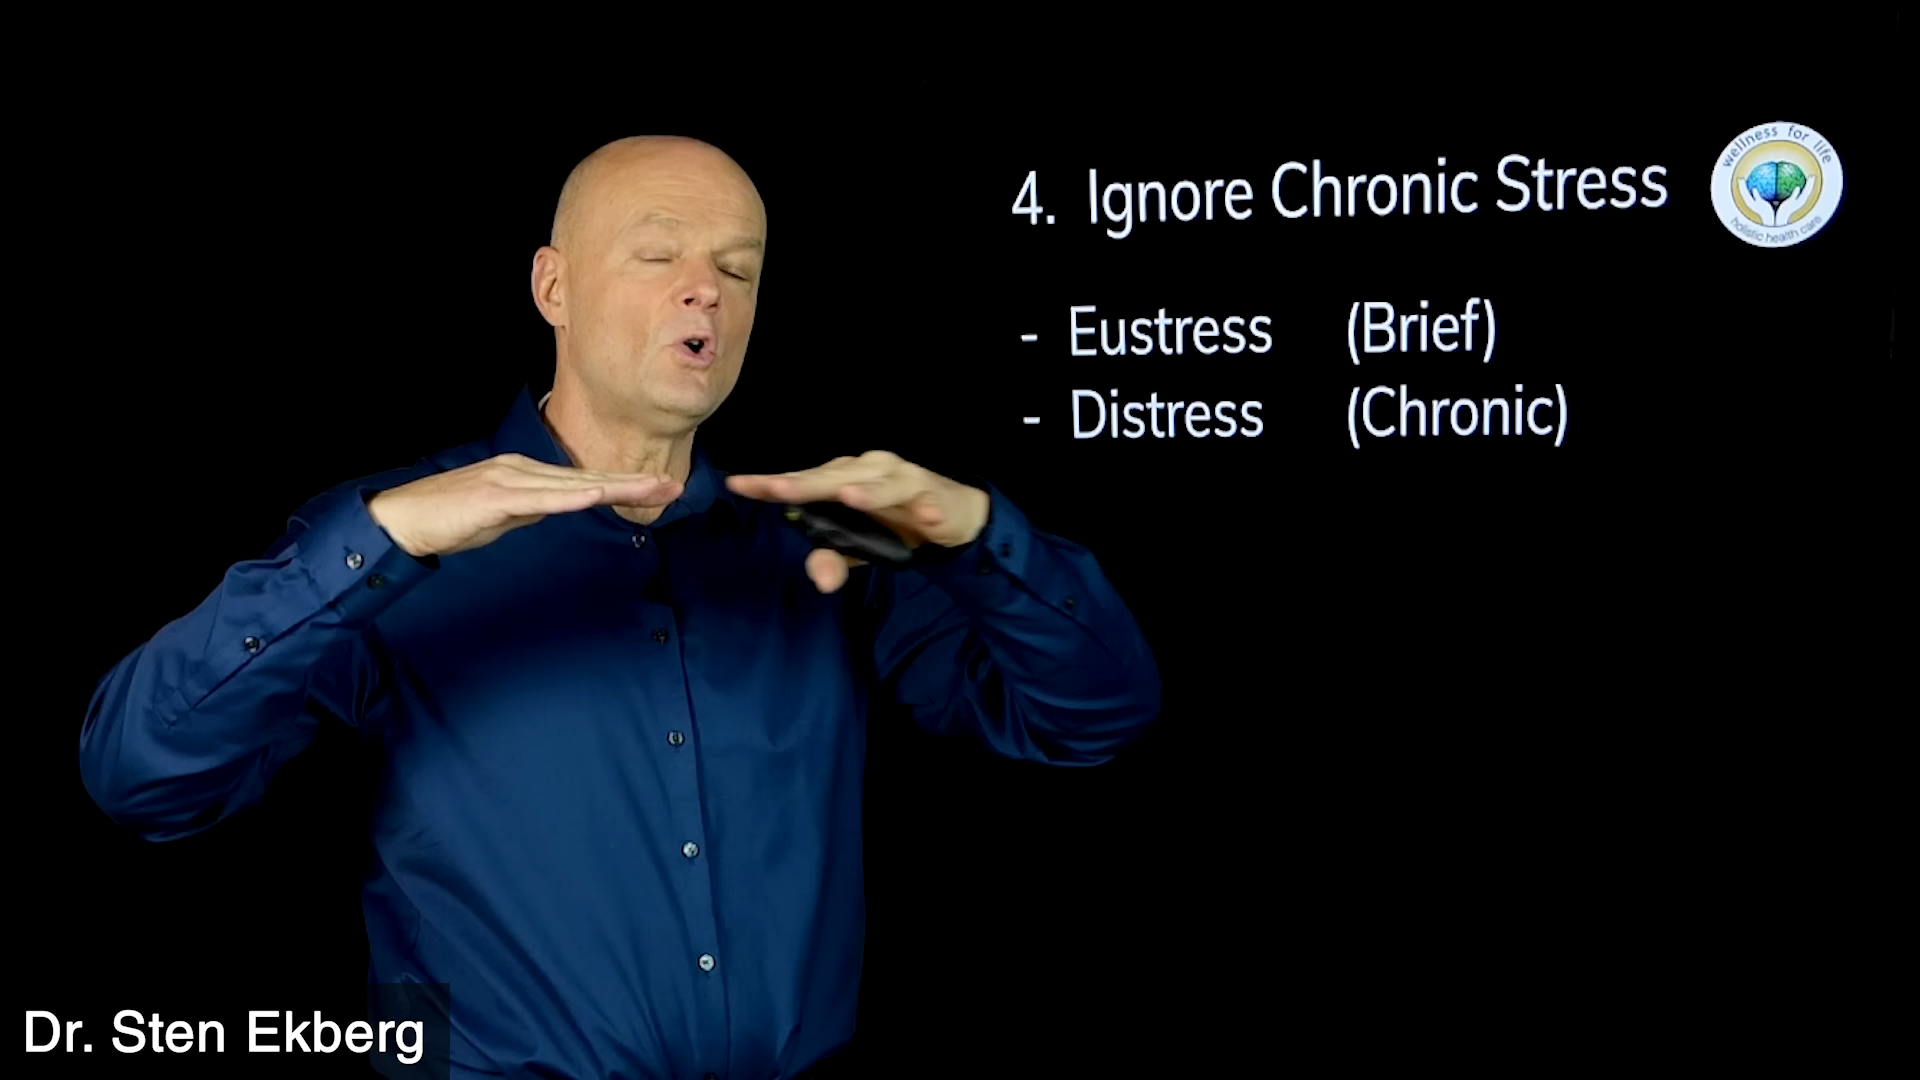 4. Ignore Chronic Stress
wellness for life
holistic health care
- Eustress (Brief)
- Distress (Chronic)
Dr. Sten Ekberg